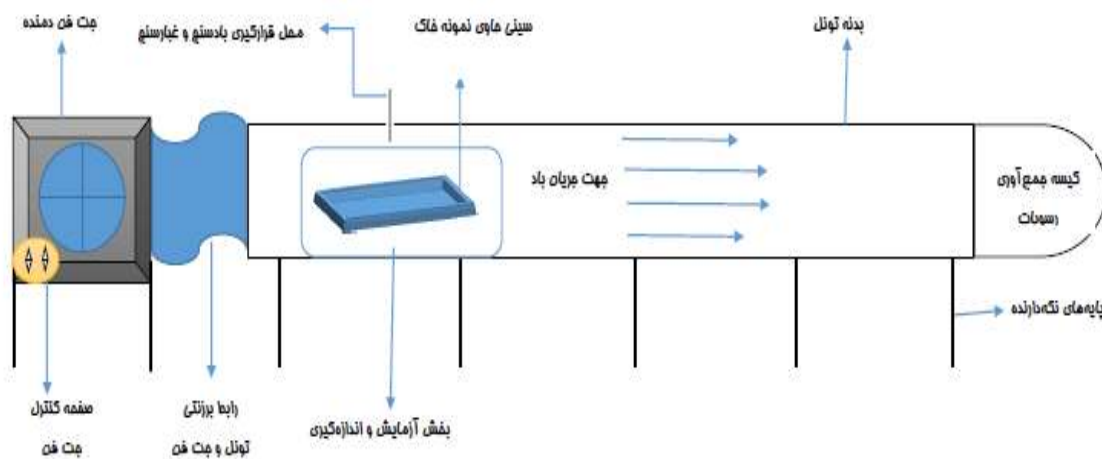 جت فن دمنده
محل قرارگیری بادسنج و غبارسنج
سینی حاوی نمونه خاک
بدنه تونل
جهت جریان باد
کیسه جمع‌آوری
رسوبات
پایه‌های نگه‌دارنده
صفحه کنترل
جت فن
رابط برزنتی
تونل و جت فن
بخش آزمایش و اندازه‌گیری